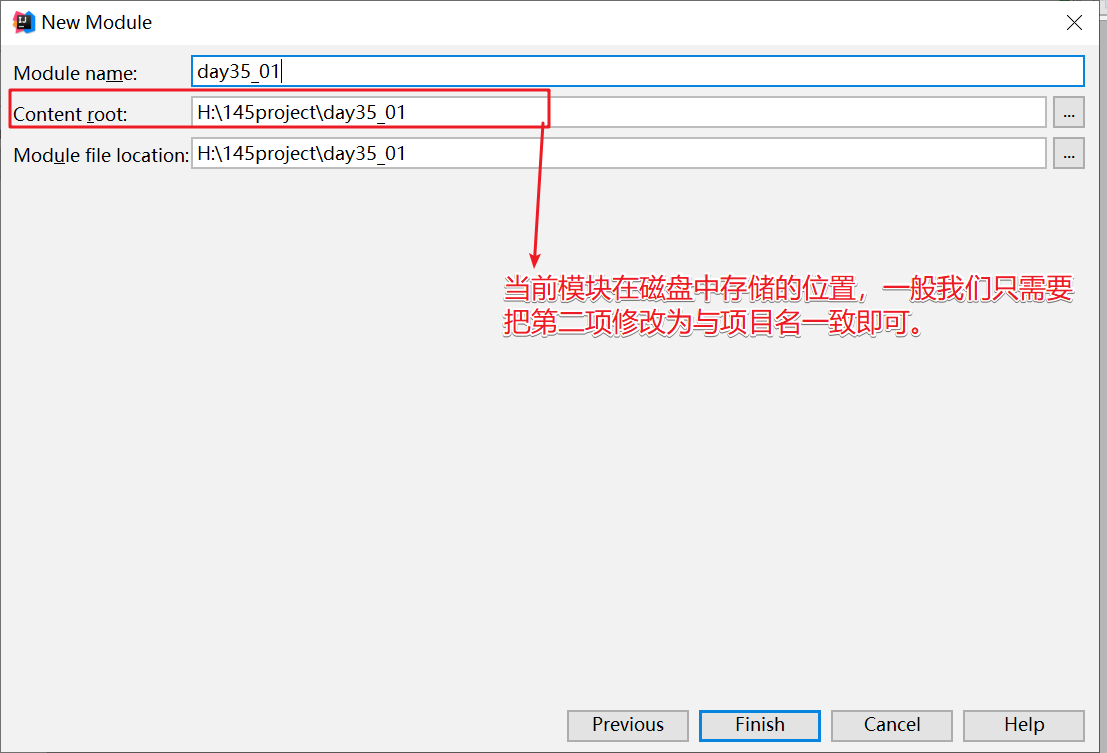 New Module
Module name: day35_01
Content root: H:\145project\day35_01 ...
Module file location: H:\145project\day35_01 ...
当前模块在磁盘中存储的位置，一般我们只需要
把第二项修改为与项目名一致即可。
Previous Finish Cancel Help